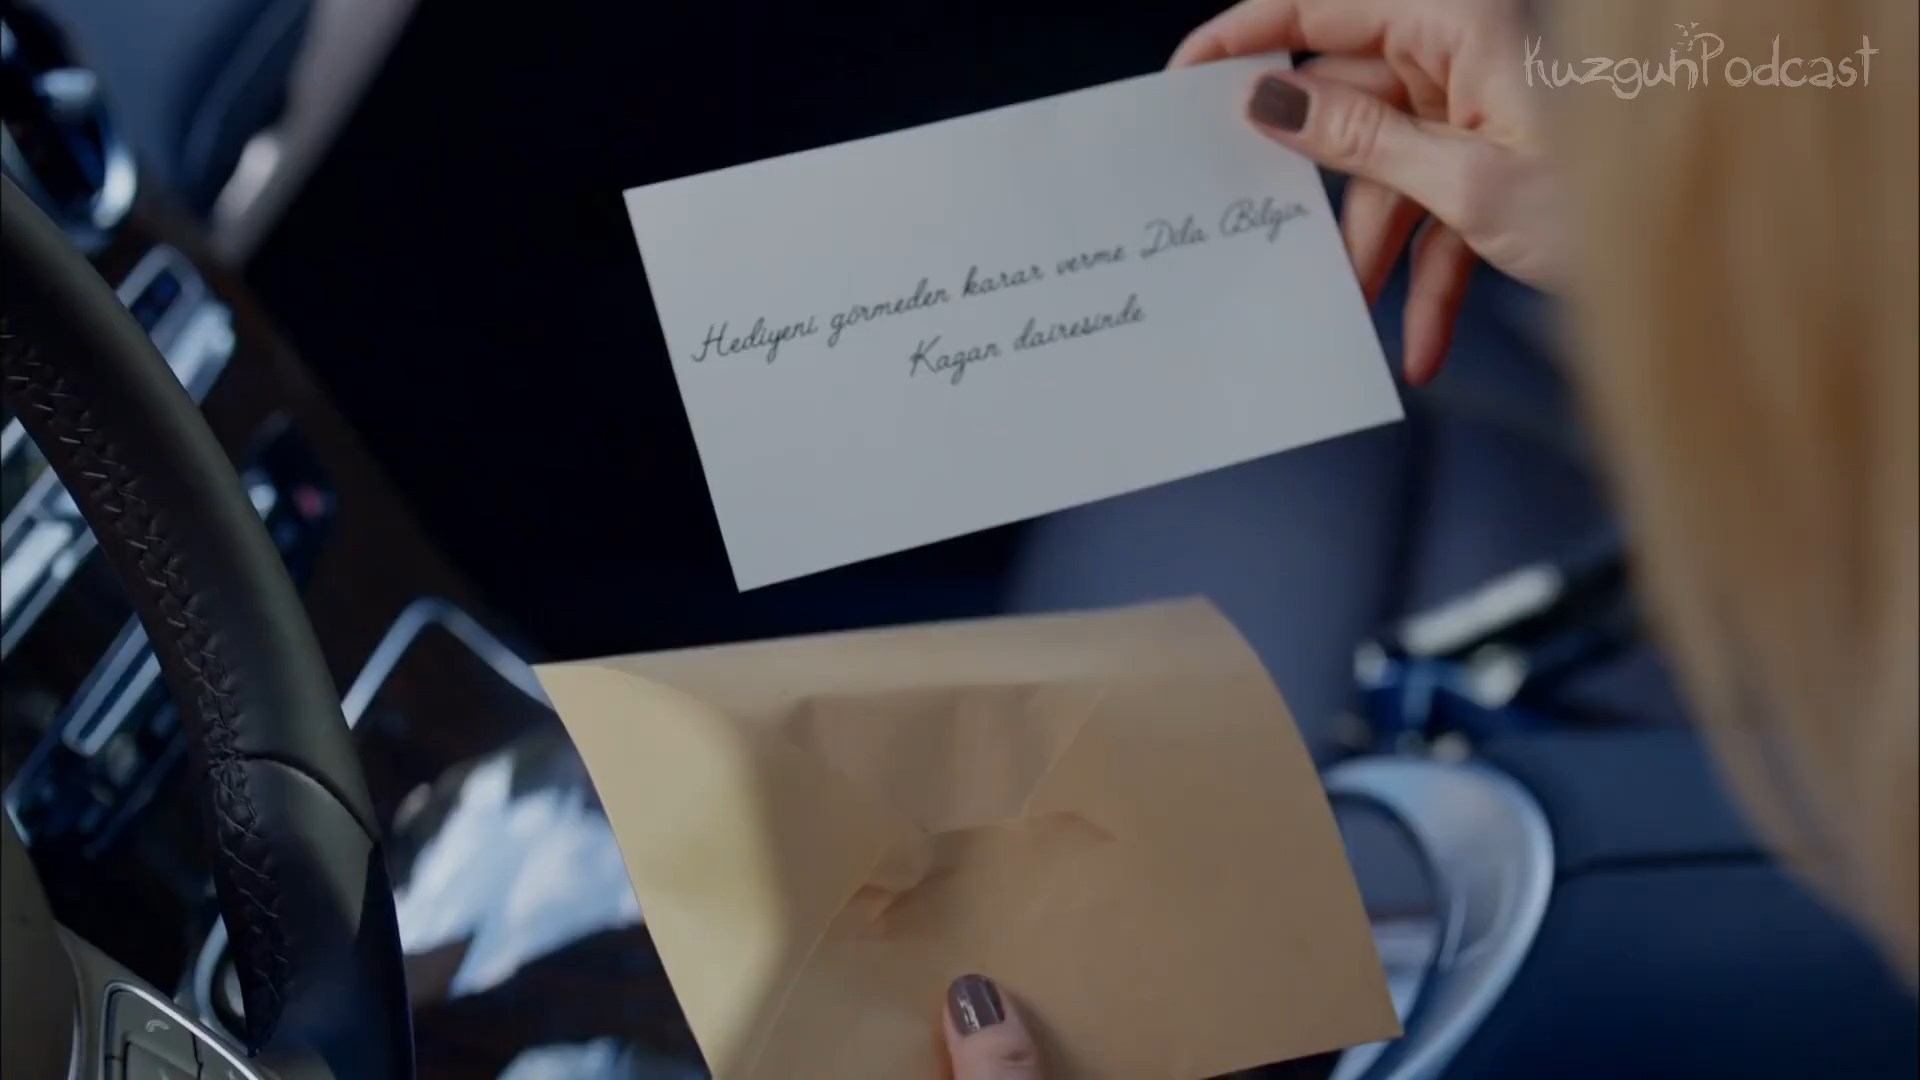 KuzgunPodcast
Hediyeni görmeden karar verme Dila Bilgin
Kagan dairesinde